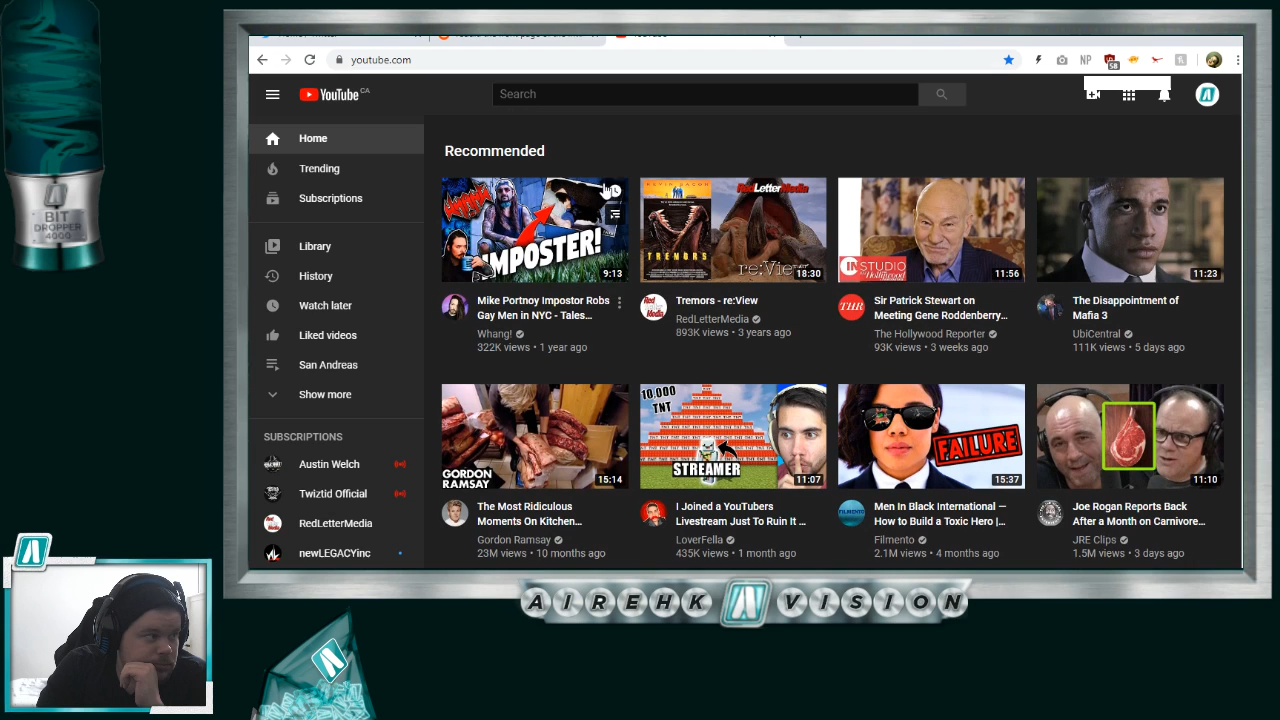 youtube.com
NP
58
YouTube CA
Search
Home
Trending
Subscriptions
Library
History
Watch later
Liked videos
San Andreas
Show more
SUBSCRIPTIONS
Austin Welch
Twiztid Official
RedLetterMedia
newLEGACYinc
Recommended
IMPOSTER!
9:13
Mike Portnoy Impostor Robs
Gay Men in NYC - Tales...
Whang!
322K views • 1 year ago
KEVIN BACON
TREMORS
RedLetterMedia
re:View
18:30
Tremors - re:View
RedLetterMedia
893K views • 3 years ago
IN STUDIO
Hollywood
11:56
THR
Sir Patrick Stewart on
Meeting Gene Roddenberry...
The Hollywood Reporter
93K views • 3 weeks ago
11:23
The Disappointment of
Mafia 3
UbiCentral
111K views • 5 days ago
GORDON
RAMSAY
15:14
The Most Ridiculous
Moments On Kitchen...
Gordon Ramsay
23M views • 10 months ago
10,000
TNT
STREAMER
11:07
I Joined a YouTubers
Livestream Just To Ruin It ...
LoverFella
435K views • 1 month ago
FAILURE
15:37
FILMENTO
Men In Black International —
How to Build a Toxic Hero |...
Filmento
2.1M views • 4 months ago
11:10
Joe Rogan Reports Back
After a Month on Carnivore...
JRE Clips
1.5M views • 3 days ago
BIT
DROPPER
4000
AIREHK VISION